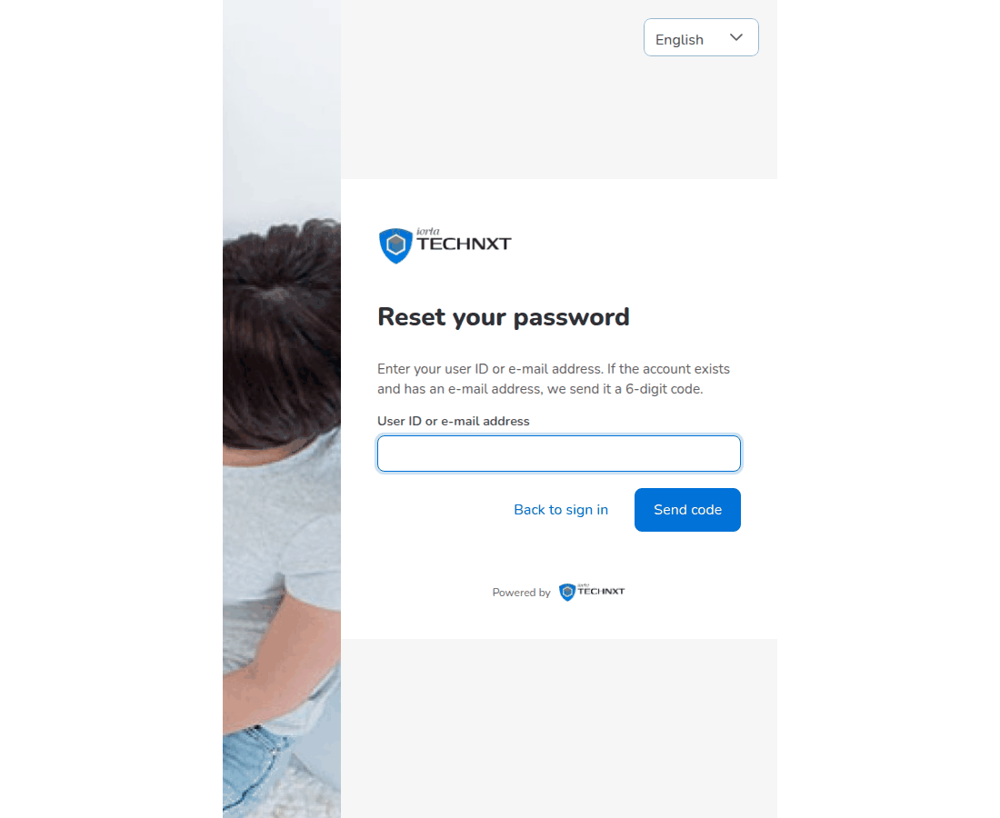 English
iorta
TECHNXT
Reset your password
Enter your user ID or e-mail address. If the account exists
and has an e-mail address, we send it a 6-digit code.
User ID or e-mail address
Back to sign in
Send code
Powered by
iorta
TECHNXT